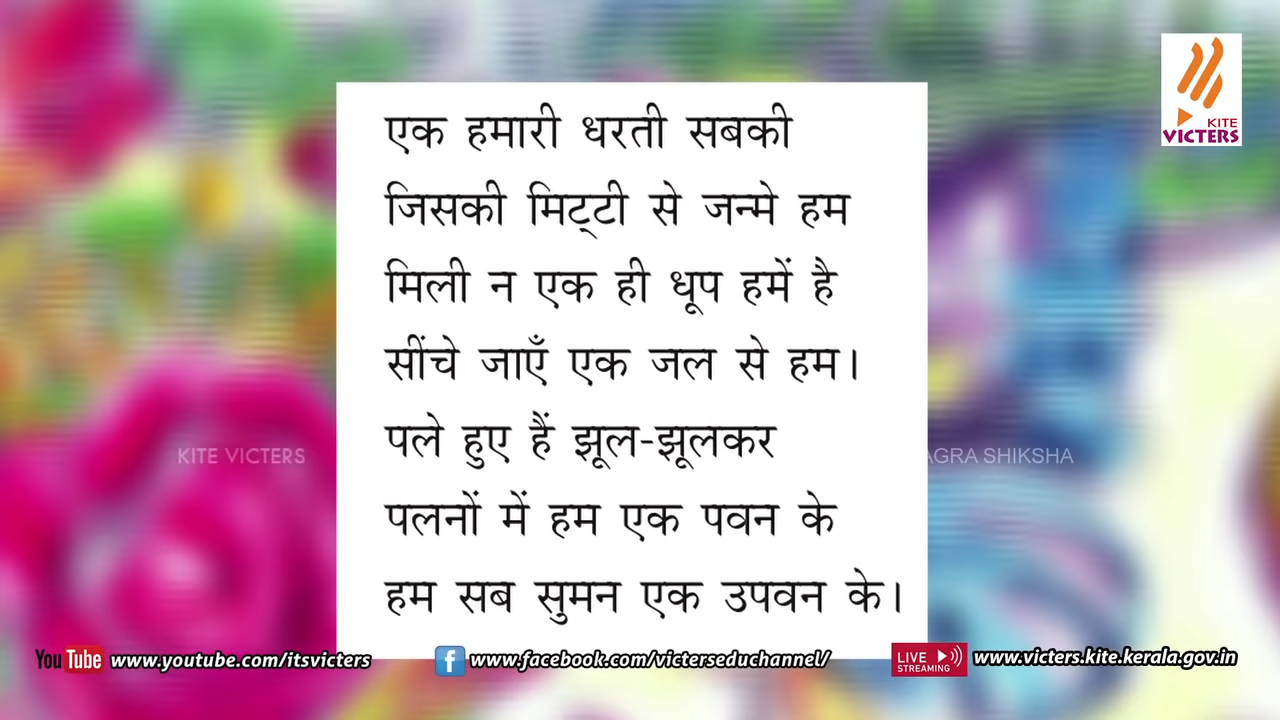 KITE
VICTERS
एक हमारी धरती सबकी
जिसकी मिट्‌टी से जन्मे हम
मिली न एक ही धूप हमें है
सींचे जाएँ एक जल से हम।
पले हुए हैं झूल-झूलकर
KITE VICTERS
AGRA SHIKSHA
पलनों में हम एक पवन के
हम सब सुमन एक उपवन के।
You Tube www.youtube.com/itsvicters
f www.facebook.com/victerseduchannel/
LIVE STREAMING www.victers.kite.kerala.gov.in